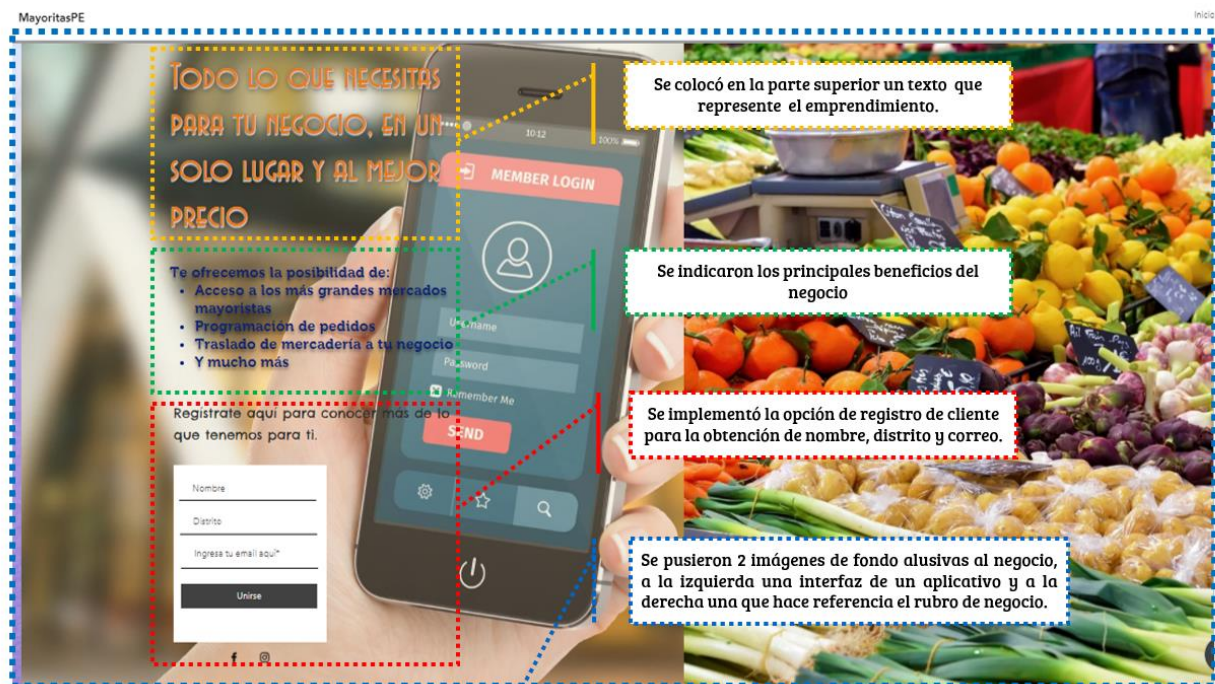 MayoritasPE
Inicio
TODO LO QUE NECESITAS
PARA TU NEGOCIO, EN UN
SOLO LUGAR Y AL MEJOR
PRECIO
Te ofrecemos la posibilidad de:
• Acceso a los más grandes mercados
mayoristas
• Programación de pedidos
• Traslado de mercadería a tu negocio
• Y mucho más
Registrate aqui para conocer más de lo
que tenemos para ti.
Nombre
Distrito
Ingresa tu email aquí*
Unirse
10:12
100%
MEMBER LOGIN
Username
Password
Remember Me
SEND
Se colocó en la parte superior un texto que
represente el emprendimiento.
Se indicaron los principales beneficios del
negocio
Se implementó la opción de registro de cliente
para la obtención de nombre, distrito y correo.
Se pusieron 2 imágenes de fondo alusivas al negocio,
a la izquierda una interfaz de un aplicativo y a la
derecha una que hace referencia el rubro de negocio.